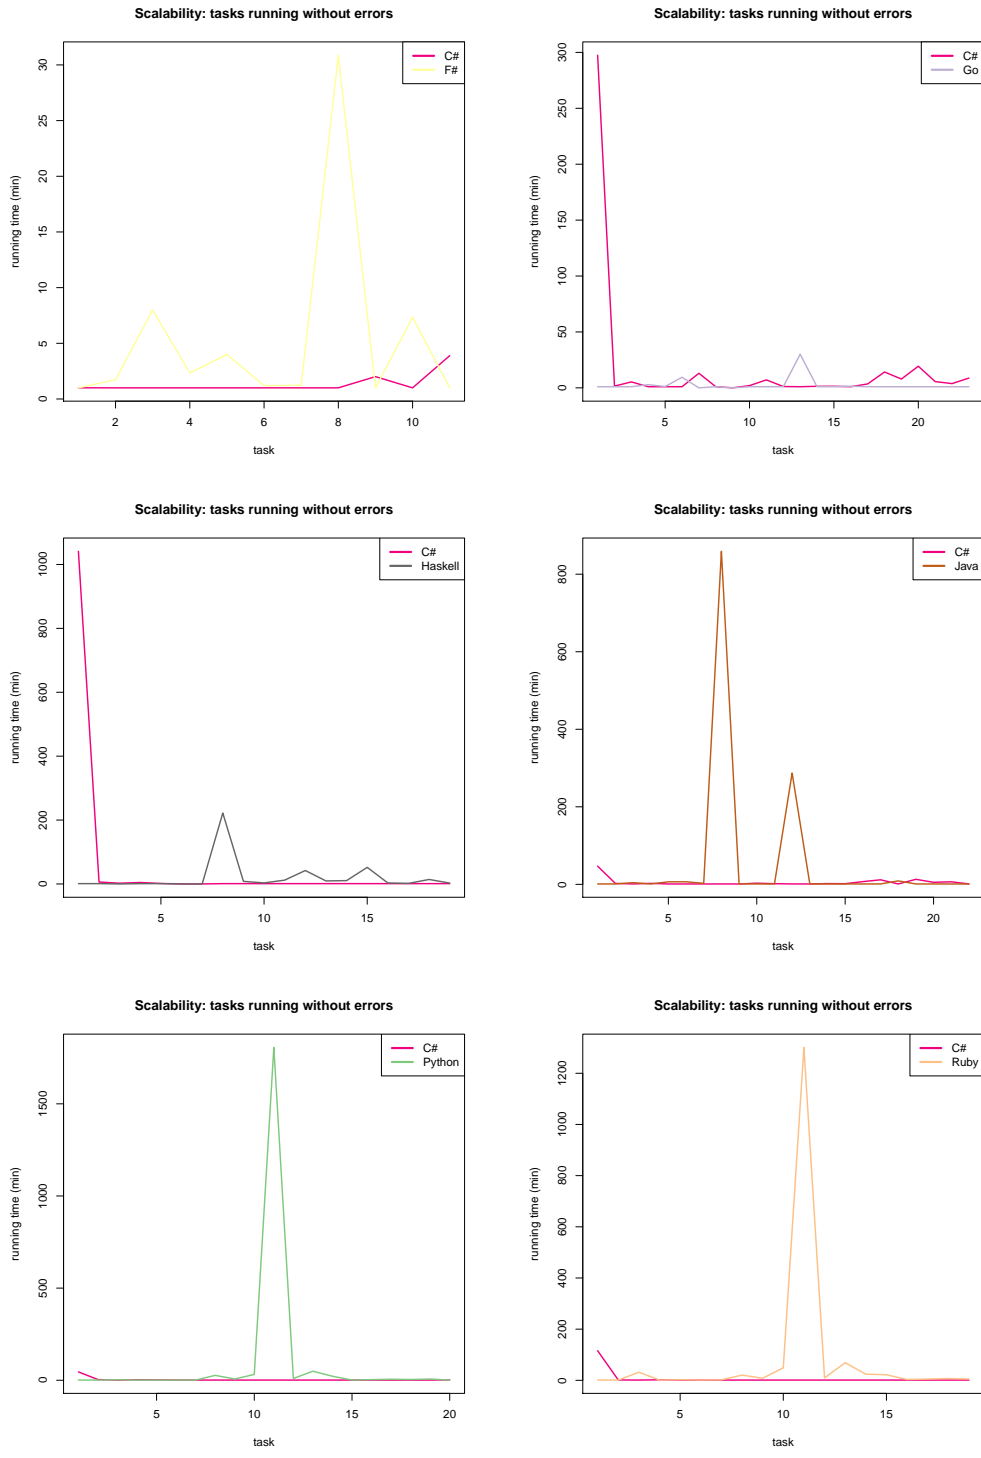 Scalability: tasks running without errors
C#
F#
30
25
20
15
10
5
0
running time (min)
2 4 6 8 10
task
Scalability: tasks running without errors
C#
Go
300
250
200
150
100
50
0
running time (min)
5 10 15 20
task
Scalability: tasks running without errors
C#
Haskell
1000
800
600
400
200
0
running time (min)
5 10 15
task
Scalability: tasks running without errors
C#
Java
800
600
400
200
0
running time (min)
5 10 15 20
task
Scalability: tasks running without errors
C#
Python
1500
1000
500
0
running time (min)
5 10 15 20
task
Scalability: tasks running without errors
C#
Ruby
1200
1000
800
600
400
200
0
running time (min)
5 10 15
task